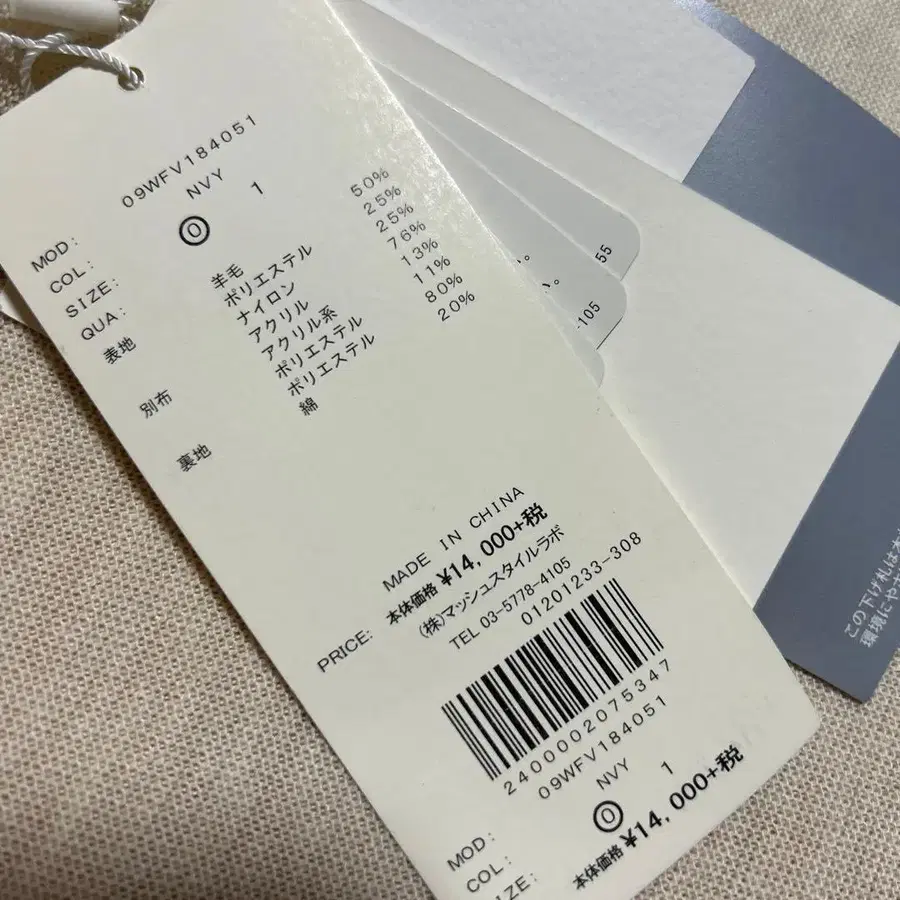 MOD: 09WFV184051
COL: NVY 1
SIZE: 0
QUA:
表地 羊毛 50%
ポリエステル 25%
ナイロン 25%
別布 アクリル 76%
アクリル系 13%
ポリエステル 11%
裏地 ポリエステル 80%
綿 20%
MADE IN CHINA
PRICE: 本体価格 ¥14,000+税
(株)マッシュスタイルラボ
TEL 03-5778-4105
01201233-308
2400002075347
MOD: 09WFV184051
COL: NVY 1
SIZE: 0
本体価格 ¥14,000+税
55
-105
この下げ札は
環境にやさ